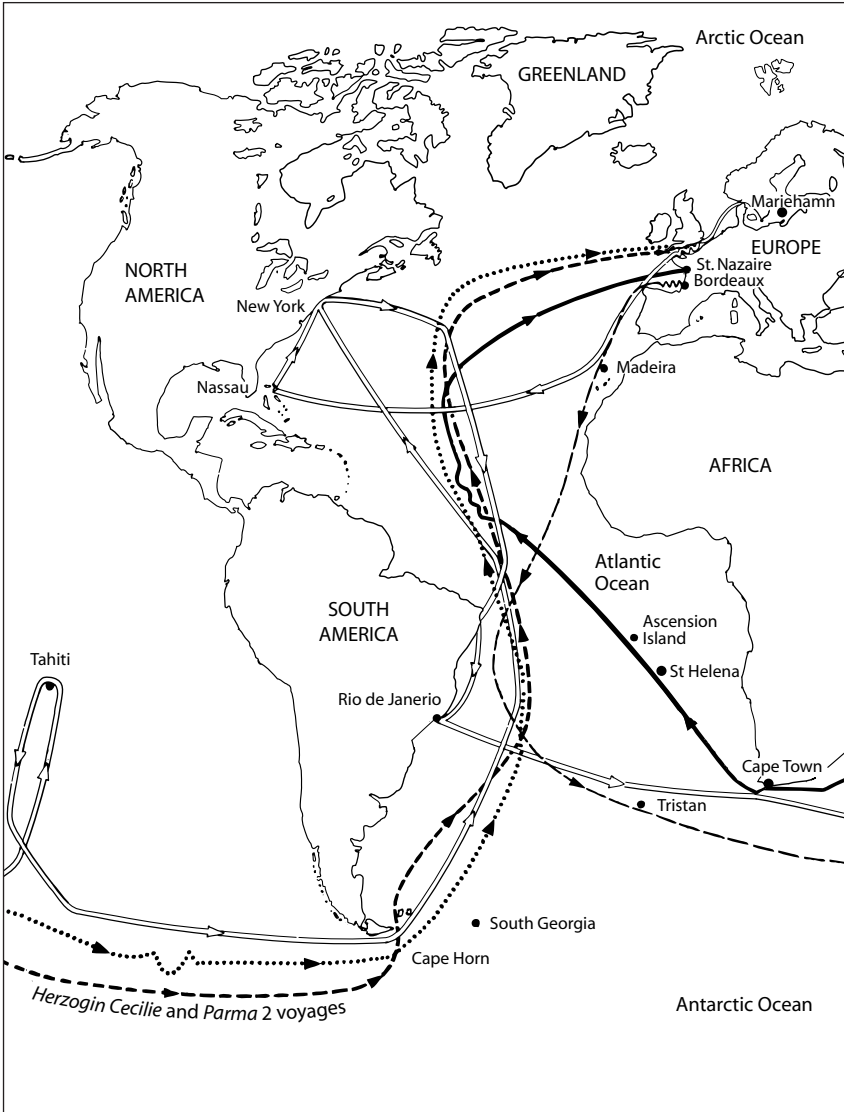 Arctic Ocean
GREENLAND
Mariehamn
EUROPE
St. Nazaire
Bordeaux
NORTH
AMERICA
New York
Nassau
Madeira
AFRICA
Atlantic
Ocean
SOUTH
AMERICA
Ascension
Island
St Helena
Tahiti
Rio de Janerio
Cape Town
Tristan
South Georgia
Cape Horn
Herzogin Cecilie and Parma 2 voyages
Antarctic Ocean